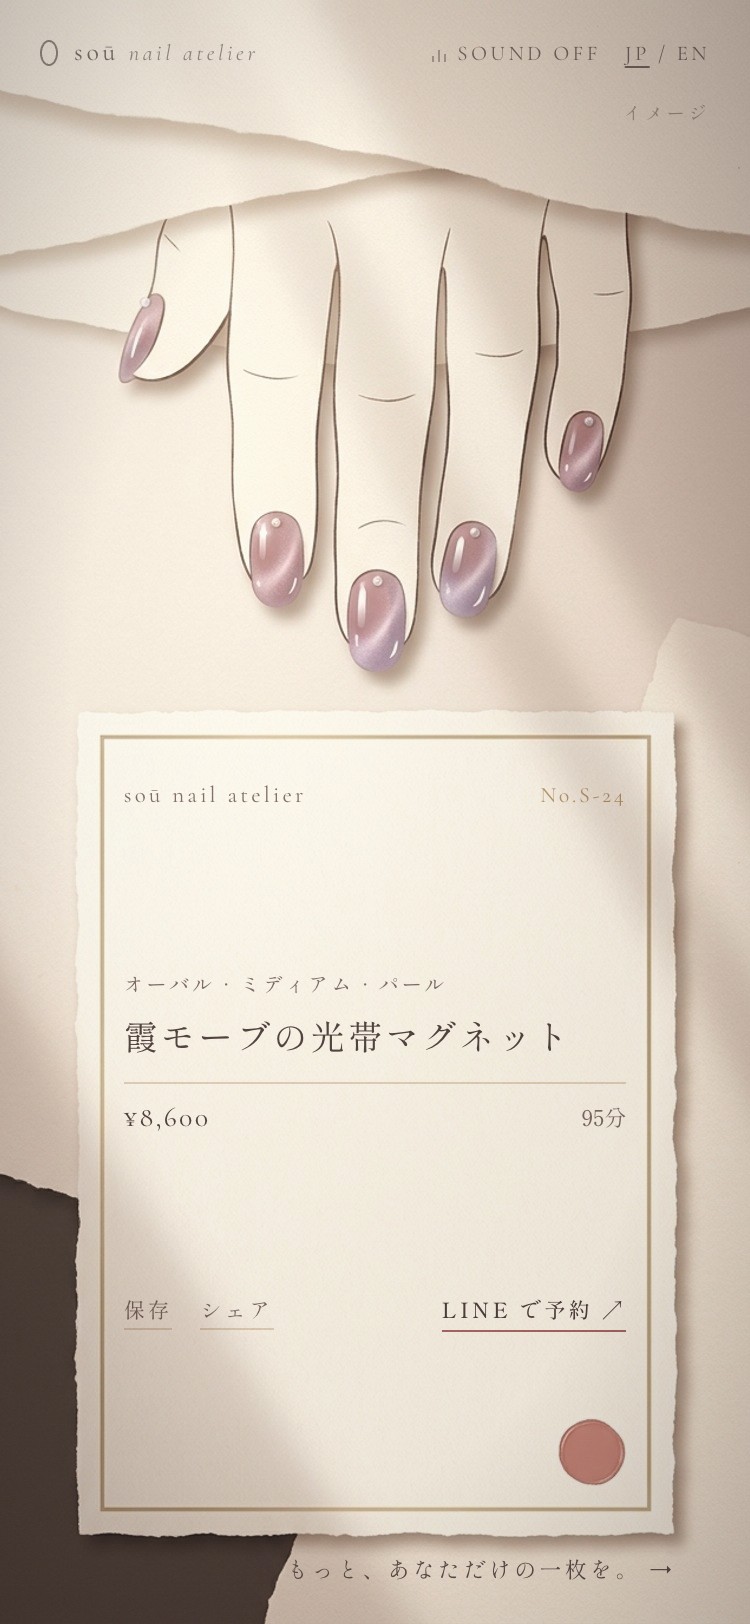 soū nail atelier
SOUND OFF JP / EN
イメージ
soū nail atelier
No.S-24
オーバル · ミディアム · パール
霞モーブの光帯マグネット
¥8,600
95分
保存 シェア
LINE で予約 ↗
もっと、あなただけの一枚を。 →